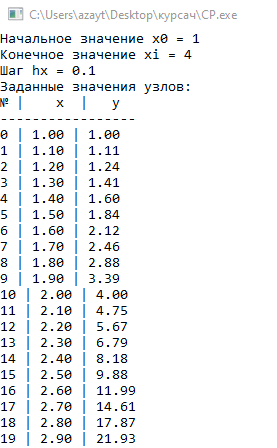 C:\Users\azayt\Desktop\курсач\CP.exe
Начальное значение x0 = 1
Конечное значение xi = 4
Шаг hx = 0.1
Заданные значения узлов:
№ |    x  |   y
-----------------
0 | 1.00 | 1.00
1 | 1.10 | 1.11
2 | 1.20 | 1.24
3 | 1.30 | 1.41
4 | 1.40 | 1.60
5 | 1.50 | 1.84
6 | 1.60 | 2.12
7 | 1.70 | 2.46
8 | 1.80 | 2.88
9 | 1.90 | 3.39
10 | 2.00 | 4.00
11 | 2.10 | 4.75
12 | 2.20 | 5.67
13 | 2.30 | 6.79
14 | 2.40 | 8.18
15 | 2.50 | 9.88
16 | 2.60 | 11.99
17 | 2.70 | 14.61
18 | 2.80 | 17.87
19 | 2.90 | 21.93